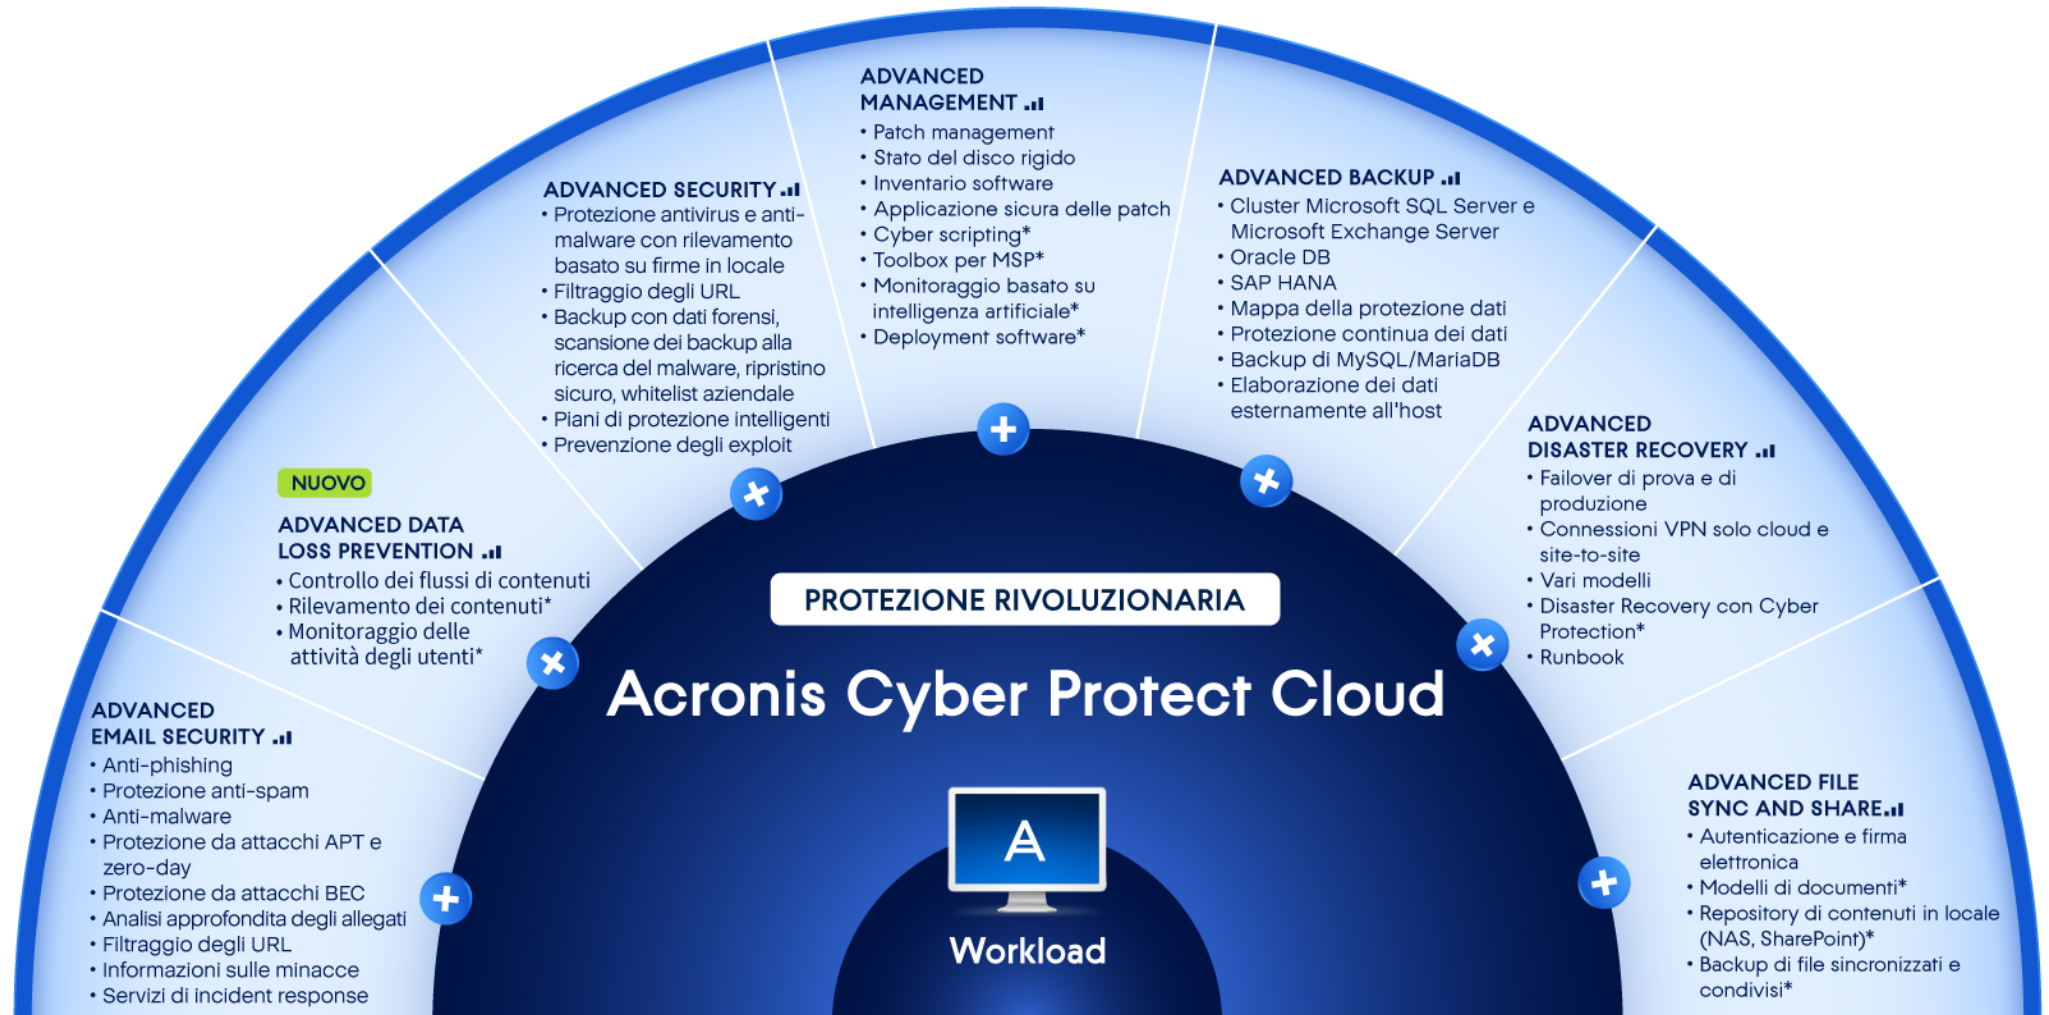 ADVANCED
EMAIL SECURITY
• Anti-phishing
• Protezione anti-spam
• Anti-malware
• Protezione da attacchi APT e
zero-day
• Protezione da attacchi BEC
• Analisi approfondita degli allegati
• Filtraggio degli URL
• Informazioni sulle minacce
• Servizi di incident response
NUOVO
ADVANCED DATA
LOSS PREVENTION
• Controllo dei flussi di contenuti
• Rilevamento dei contenuti*
• Monitoraggio delle
attività degli utenti*
ADVANCED SECURITY
• Protezione antivirus e anti-
malware con rilevamento
basato su firme in locale
• Filtraggio degli URL
• Backup con dati forensi,
scansione dei backup alla
ricerca del malware, ripristino
sicuro, whitelist aziendale
• Piani di protezione intelligenti
• Prevenzione degli exploit
ADVANCED
MANAGEMENT
• Patch management
• Stato del disco rigido
• Inventario software
• Applicazione sicura delle patch
• Cyber scripting*
• Toolbox per MSP*
• Monitoraggio basato su
intelligenza artificiale*
• Deployment software*
ADVANCED BACKUP
• Cluster Microsoft SQL Server e
Microsoft Exchange Server
• Oracle DB
• SAP HANA
• Mappa della protezione dati
• Protezione continua dei dati
• Backup di MySQL/MariaDB
• Elaborazione dei dati
esternamente all'host
ADVANCED
DISASTER RECOVERY
• Failover di prova e di
produzione
• Connessioni VPN solo cloud e
site-to-site
• Vari modelli
• Disaster Recovery con Cyber
Protection*
• Runbook
ADVANCED FILE
SYNC AND SHARE
• Autenticazione e firma
elettronica
• Modelli di documenti*
• Repository di contenuti in locale
(NAS, SharePoint)*
• Backup di file sincronizzati e
condivisi*
PROTEZIONE RIVOLUZIONARIA
Acronis Cyber Protect Cloud
A
Workload